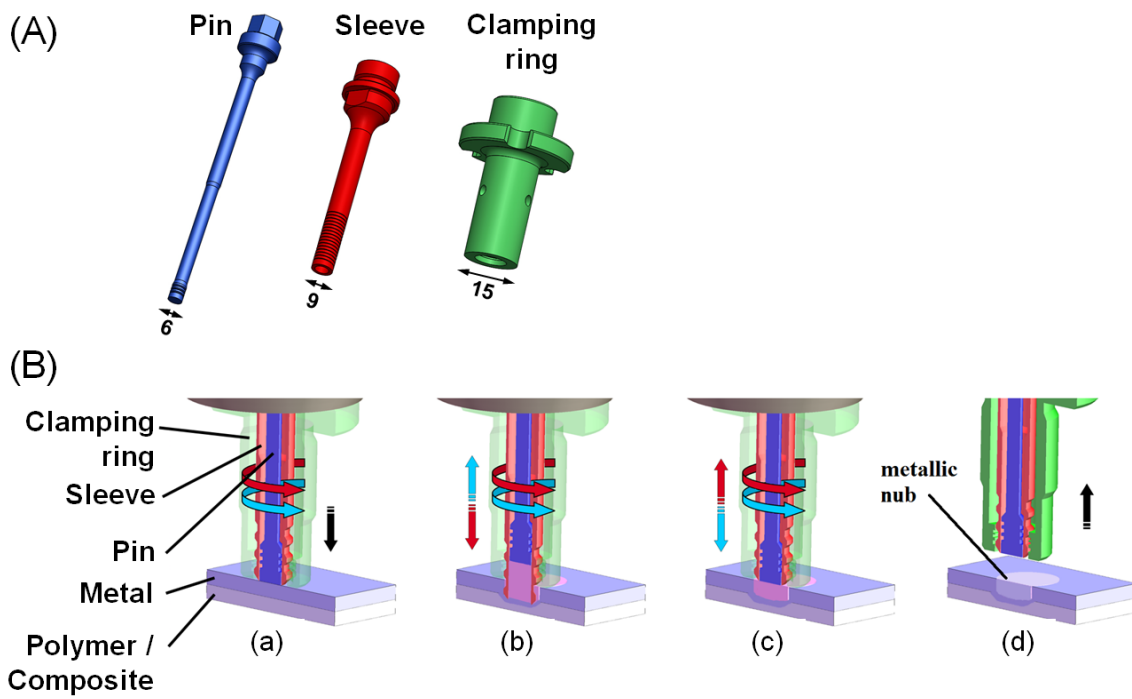 (A)
Pin
Sleeve
Clamping
ring
6
9
15
(B)
Clamping
ring
Sleeve
Pin
Metal
Polymer /
Composite
metallic
nub
(a)
(b)
(c)
(d)